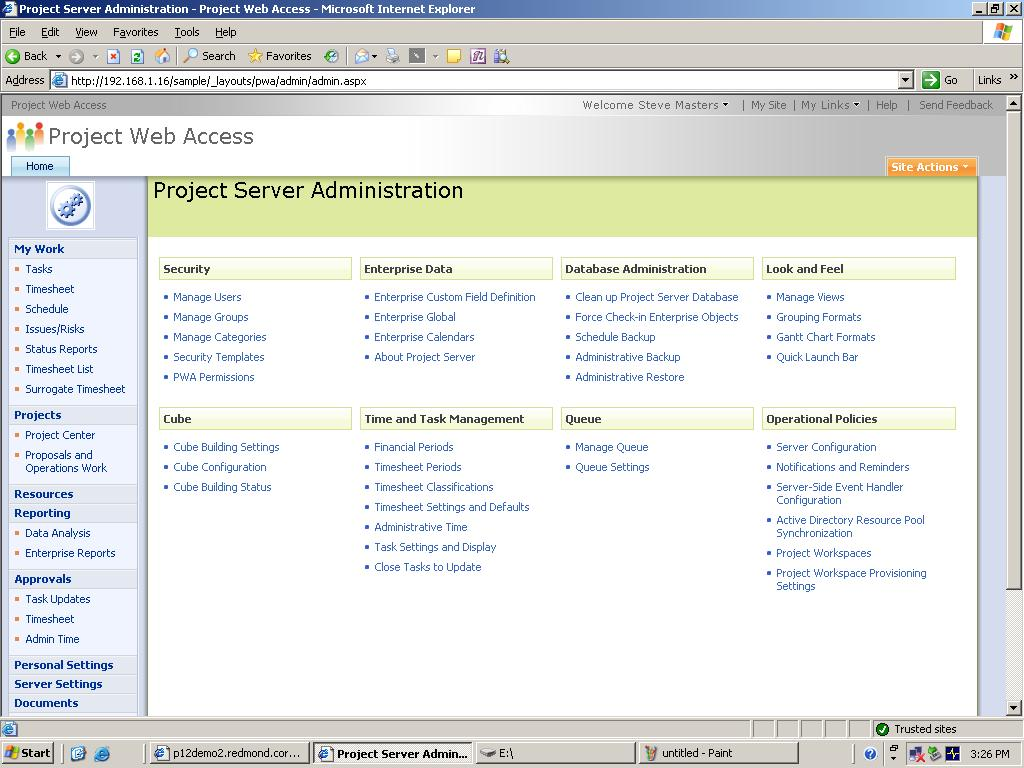 Project Server Administration - Project Web Access - Microsoft Internet Explorer
File Edit View Favorites Tools Help
Back Search Favorites
Address http://192.168.1.16/sample/_layouts/pwa/admin/admin.aspx Go Links »
Project Web Access Welcome Steve Masters | My Site | My Links | Help | Send Feedback
Project Web Access
Home Site Actions
Project Server Administration
My Work
Tasks
Timesheet
Schedule
Issues/Risks
Status Reports
Timesheet List
Surrogate Timesheet
Projects
Project Center
Proposals and
Operations Work
Resources
Reporting
Data Analysis
Enterprise Reports
Approvals
Task Updates
Timesheet
Admin Time
Personal Settings
Server Settings
Documents
Security
Manage Users
Manage Groups
Manage Categories
Security Templates
PWA Permissions
Enterprise Data
Enterprise Custom Field Definition
Enterprise Global
Enterprise Calendars
About Project Server
Database Administration
Clean up Project Server Database
Force Check-in Enterprise Objects
Schedule Backup
Administrative Backup
Administrative Restore
Look and Feel
Manage Views
Grouping Formats
Gantt Chart Formats
Quick Launch Bar
Cube
Cube Building Settings
Cube Configuration
Cube Building Status
Time and Task Management
Financial Periods
Timesheet Periods
Timesheet Classifications
Timesheet Settings and Defaults
Administrative Time
Task Settings and Display
Close Tasks to Update
Queue
Manage Queue
Queue Settings
Operational Policies
Server Configuration
Notifications and Reminders
Server-Side Event Handler
Configuration
Active Directory Resource Pool
Synchronization
Project Workspaces
Project Workspace Provisioning
Settings
Trusted sites
Start p12demo2.redmond.cor... Project Server Admin... E:\ untitled - Paint 3:26 PM